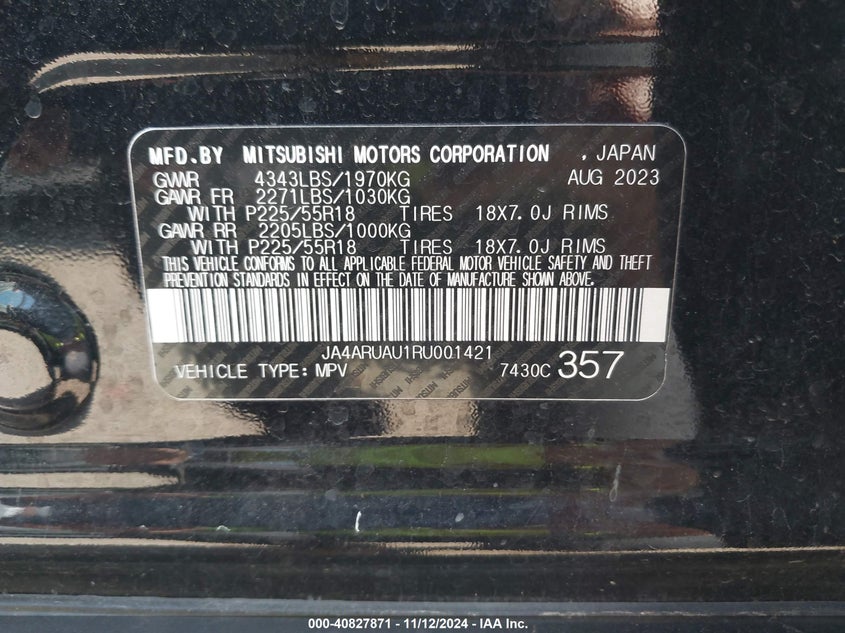 MFD.BY MITSUBISHI MOTORS CORPORATION , JAPAN
GVWR 4343LBS/1970KG AUG 2023
GAWR FR 2271LBS/1030KG
WITH P225/55R18 TIRES 18X7.0J RIMS
GAWR RR 2205LBS/1000KG
WITH P225/55R18 TIRES 18X7.0J RIMS
THIS VEHICLE CONFORMS TO ALL APPLICABLE FEDERAL MOTOR VEHICLE SAFETY AND THEFT
PREVENTION STANDARDS IN EFFECT ON THE DATE OF MANUFACTURE SHOWN ABOVE.
JA4ARUAU1RU001421
VEHICLE TYPE: MPV 7430C 357
000-40827871 - 11/12/2024 - IAA Inc.